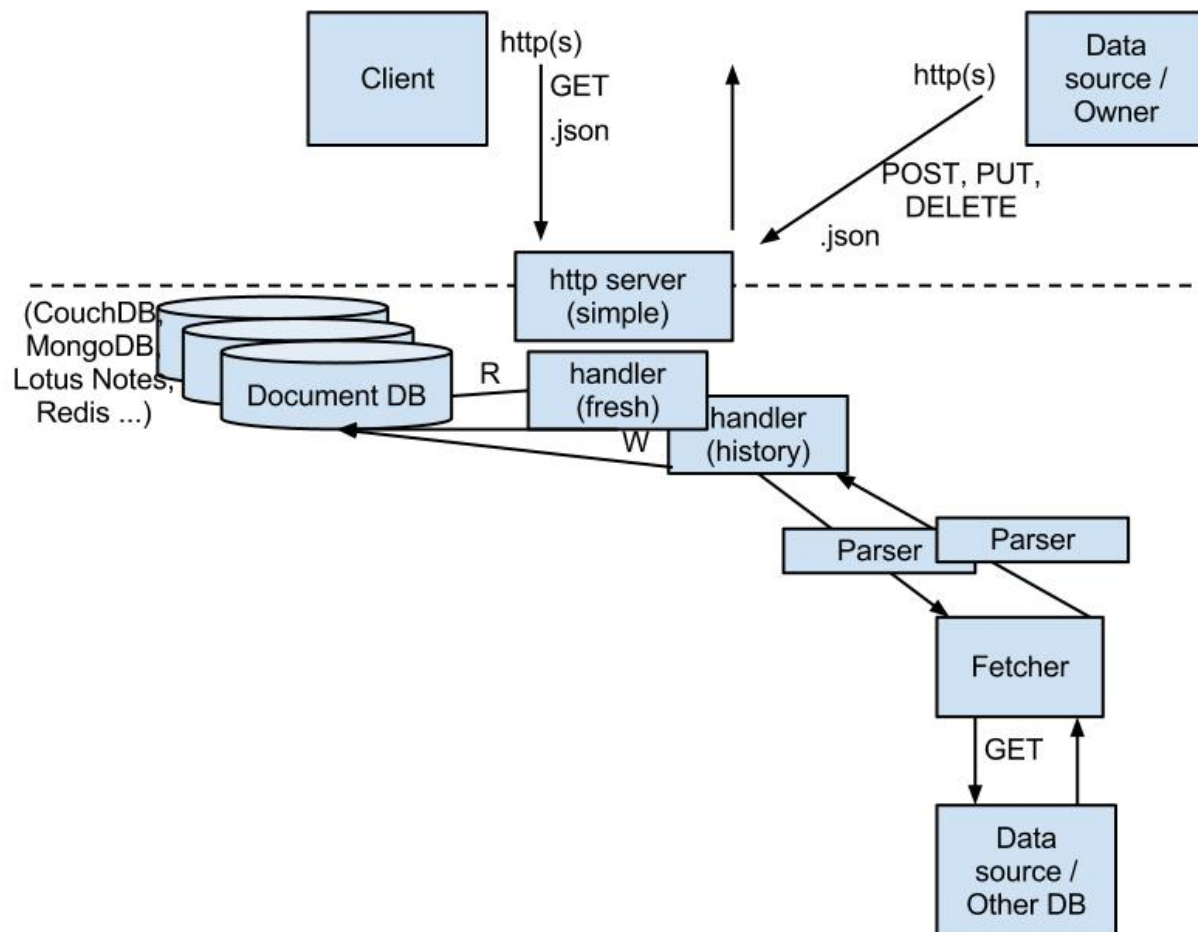 Client
http(s)
GET
.json
http(s)
Data
source /
Owner
POST, PUT,
DELETE
.json
http server
(simple)
(CouchDB,
MongoDB,
Lotus Notes,
Redis ...)
Document DB
R
handler
(fresh)
W
handler
(history)
Parser
Parser
Fetcher
GET
Data
source /
Other DB